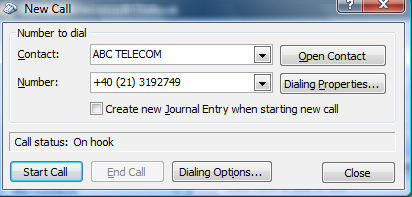 New Call
Number to dial
Contact: ABC TELECOM Open Contact
Number: +40 (21) 3192749 Dialing Properties...
Create new Journal Entry when starting new call
Call status: On hook
Start Call End Call Dialing Options... Close